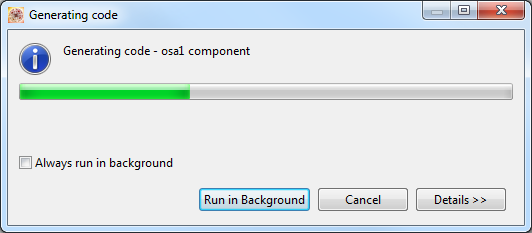 Generating code
Generating code - osa1 component
Always run in background
Run in Background
Cancel
Details >>